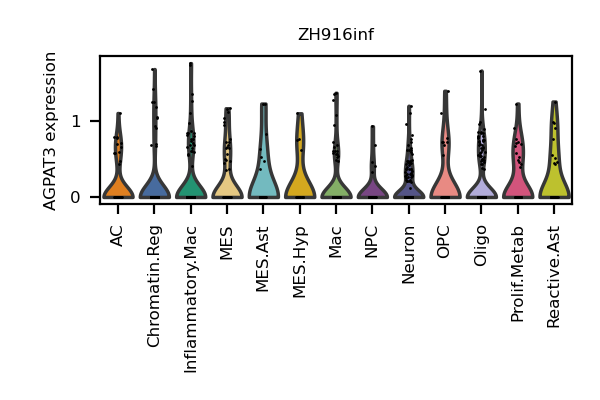 ZH916inf
AGPAT3 expression
1
0
AC
Chromatin.Reg
Inflammatory.Mac
MES
MES.Ast
MES.Hyp
Mac
NPC
Neuron
OPC
Oligo
Prolif.Metab
Reactive.Ast